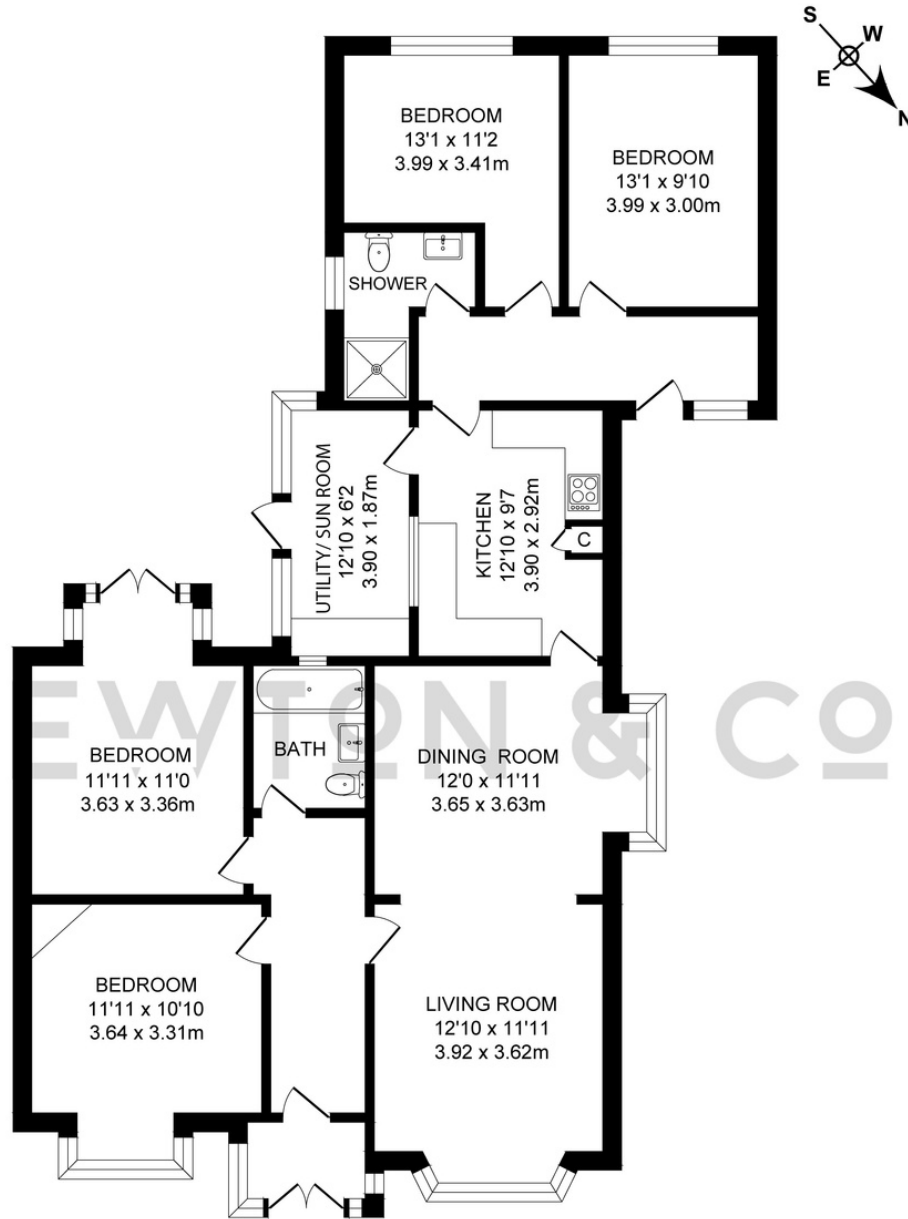 S
W
E
N
BEDROOM
13'1 x 11'2
3.99 x 3.41m
BEDROOM
13'1 x 9'10
3.99 x 3.00m
SHOWER
UTILITY/ SUN ROOM
12'10 x 6'2
3.90 x 1.87m
KITCHEN
12'10 x 9'7
3.90 x 2.92m
C
EWTON & CO
BEDROOM
11'11 x 11'0
3.63 x 3.36m
BATH
DINING ROOM
12'0 x 11'11
3.65 x 3.63m
BEDROOM
11'11 x 10'10
3.64 x 3.31m
LIVING ROOM
12'10 x 11'11
3.92 x 3.62m